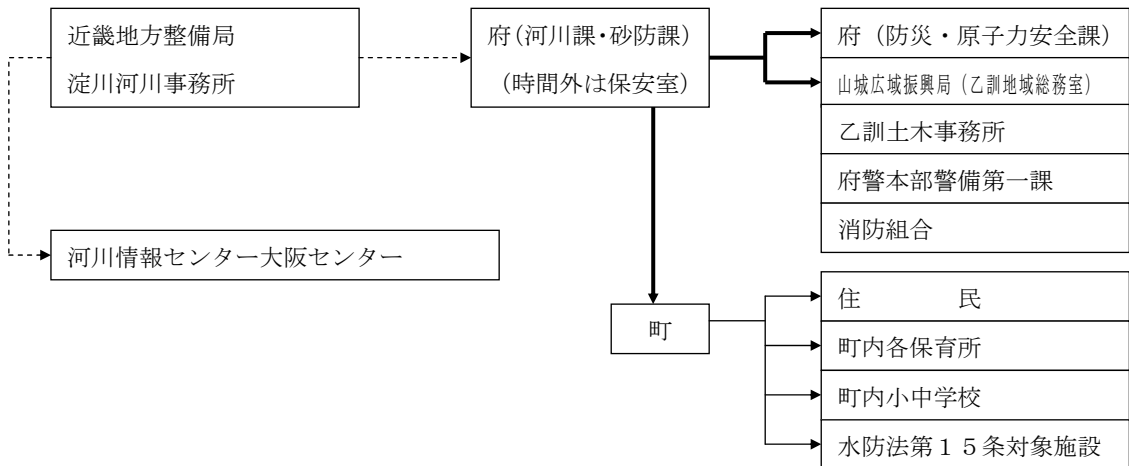 近畿地方整備局
淀川河川事務所
府(河川課・砂防課)
(時間外は保安室)
府(防災・原子力安全課)
山城広域振興局(乙訓地域総務室)
乙訓土木事務所
府警本部警備第一課
消防組合
河川情報センター大阪センター
町
住　　　　民
町内各保育所
町内小中学校
水防法第１５条対象施設